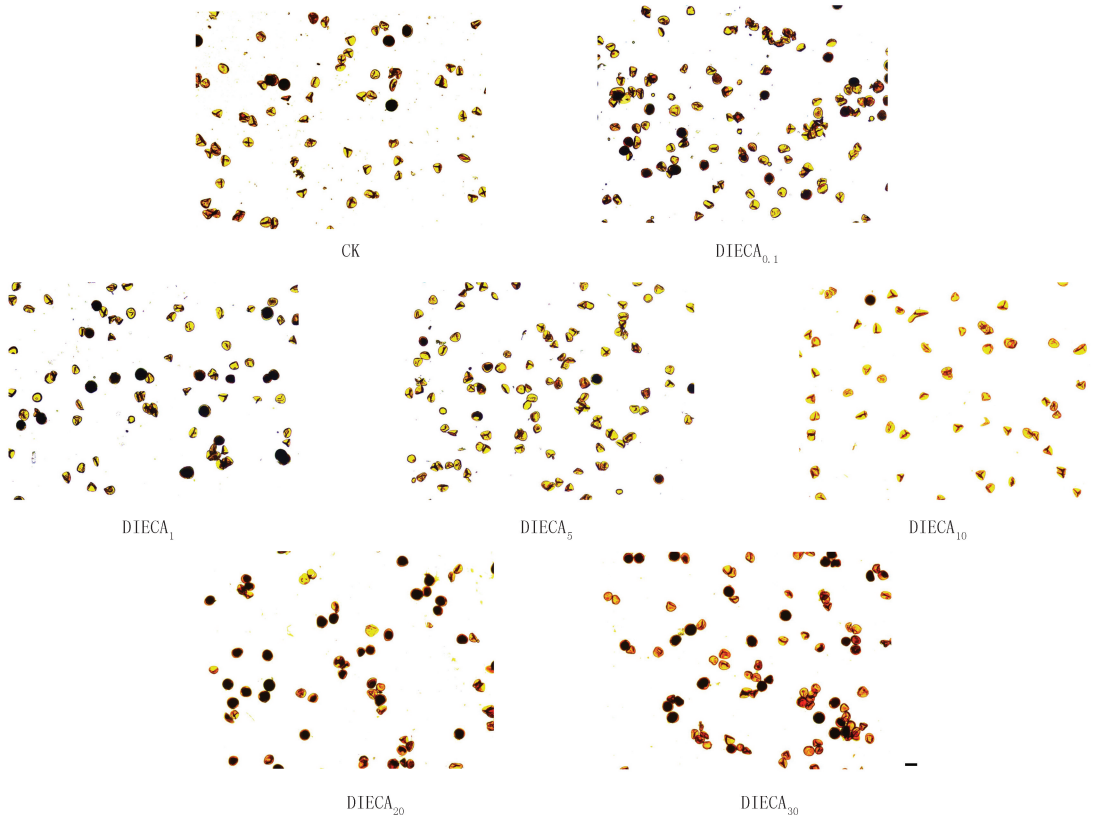 CK
DIECA₀.₁
DIECA₁
DIECA₅
DIECA₁₀
DIECA₂₀
DIECA₃₀